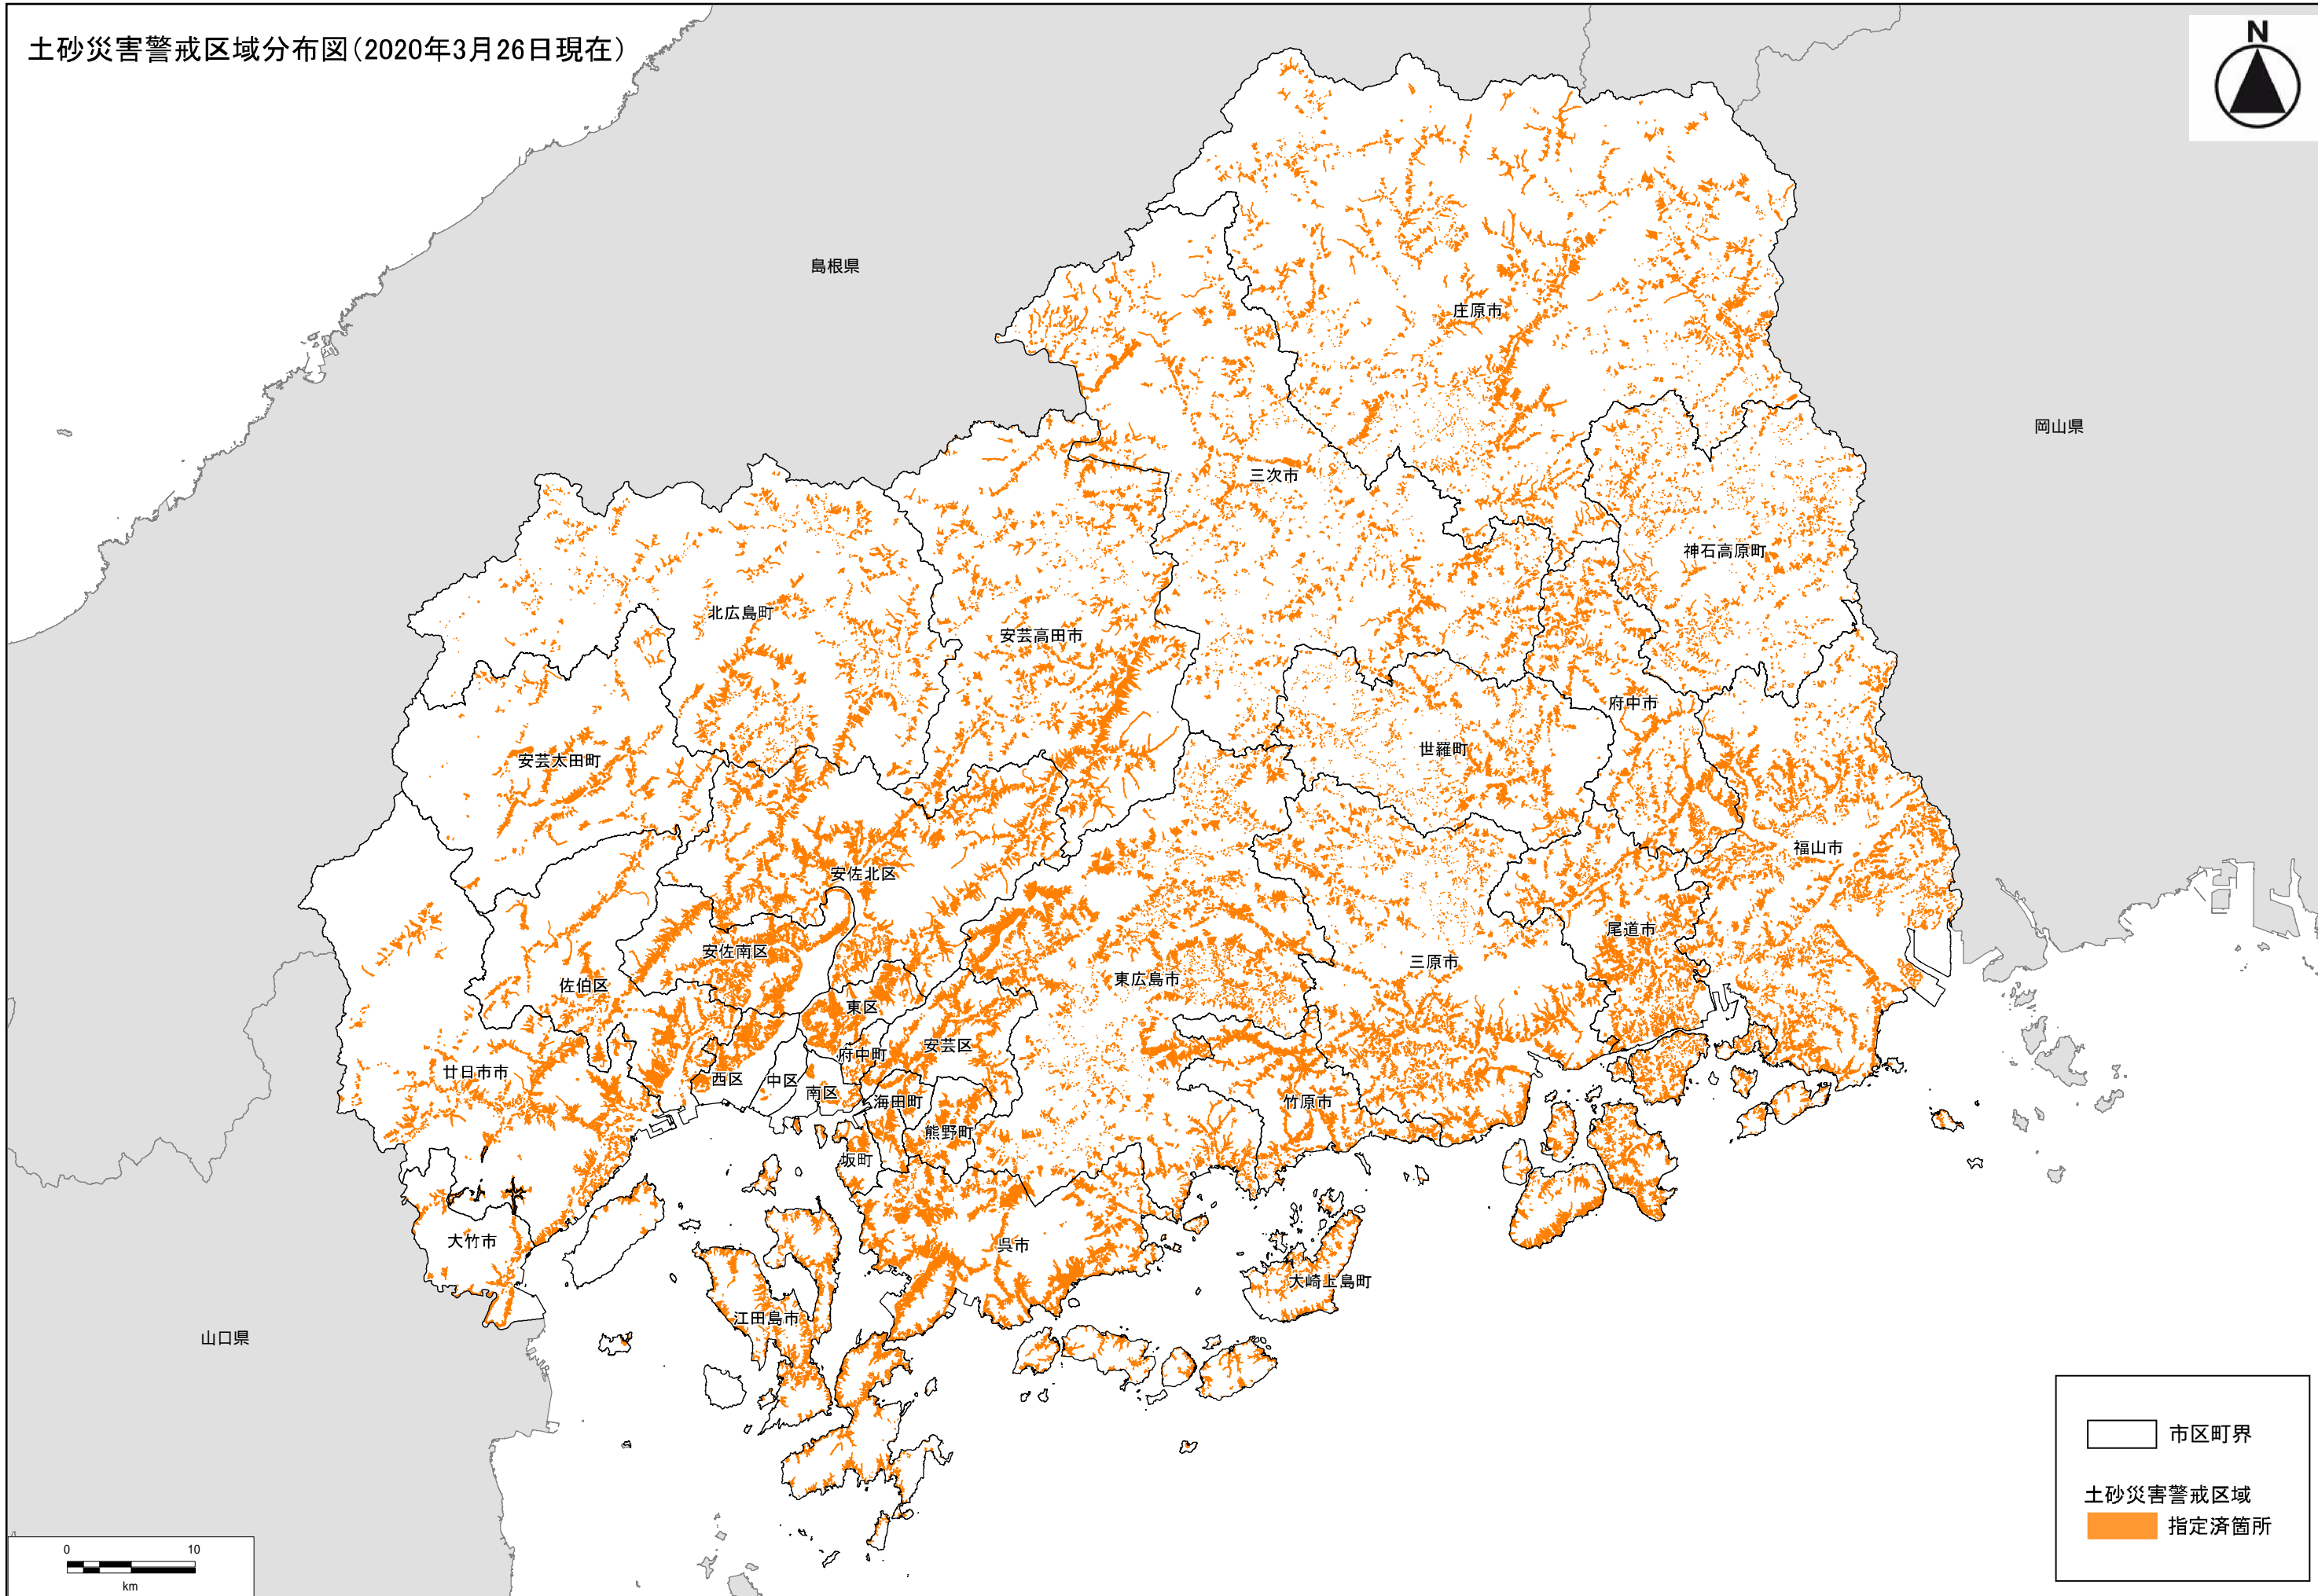 土砂災害警戒区域分布図（2020年3月26日現在）
N
島根県
庄原市
岡山県
三次市
神石高原町
北広島町
安芸高田市
府中市
世羅町
安芸太田町
福山市
安佐北区
尾道市
安佐南区
三原市
東広島市
佐伯区
東区
安芸区
府中町
廿日市市
西区
中区
南区
海田町
竹原市
熊野町
坂町
大竹市
呉市
大崎上島町
江田島市
山口県
市区町界
土砂災害警戒区域
指定済箇所
0 10
km